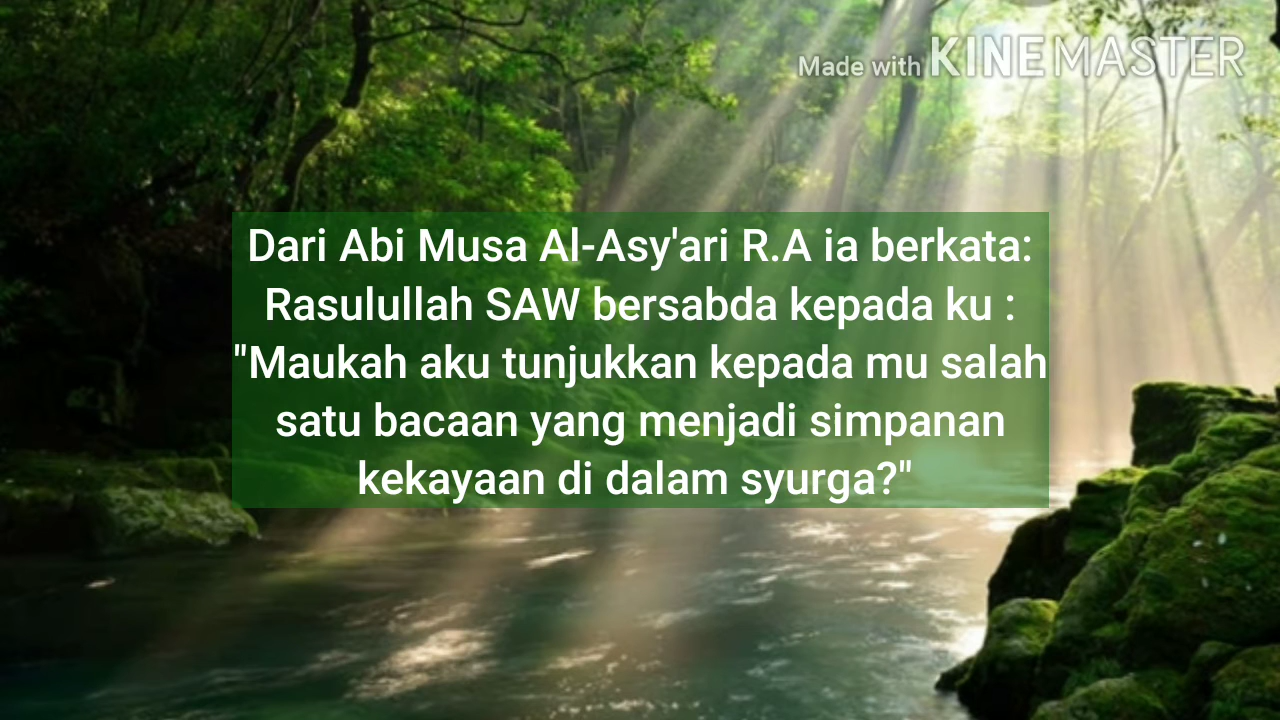 Made with KINEMASTER
Dari Abi Musa Al-Asy'ari R.A ia berkata:
Rasulullah SAW bersabda kepada ku :
"Maukah aku tunjukkan kepada mu salah
satu bacaan yang menjadi simpanan
kekayaan di dalam syurga?"